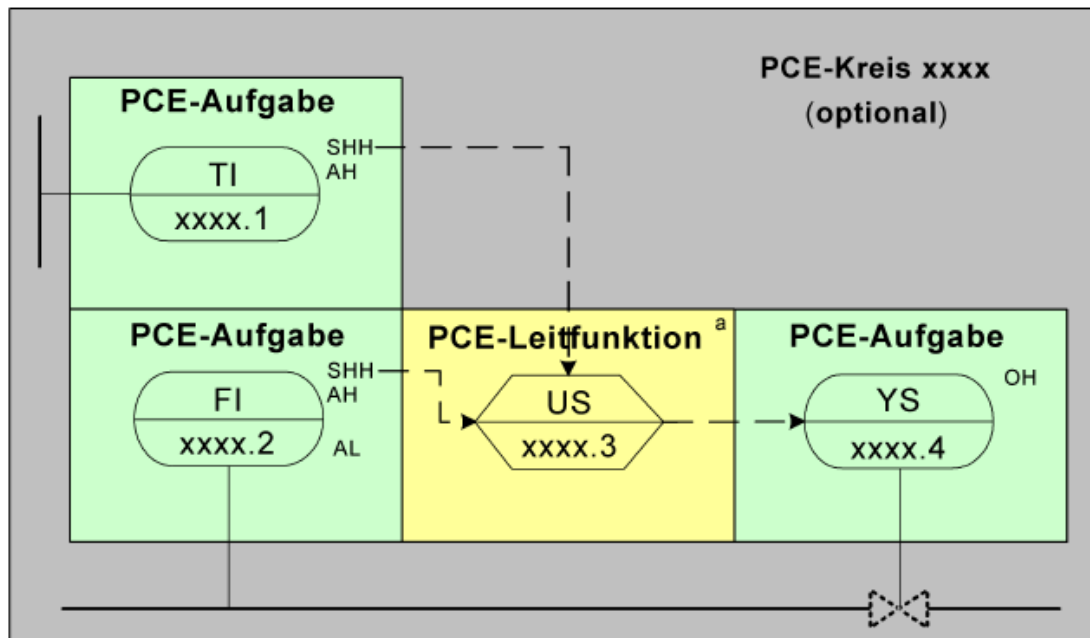 PCE-Kreis xxxx
(optional)
PCE-Aufgabe
SHH
AH
TI
xxxx.1
PCE-Aufgabe
SHH
AH
FI
xxxx.2
AL
PCE-Leitfunktion a
US
xxxx.3
PCE-Aufgabe
OH
YS
xxxx.4